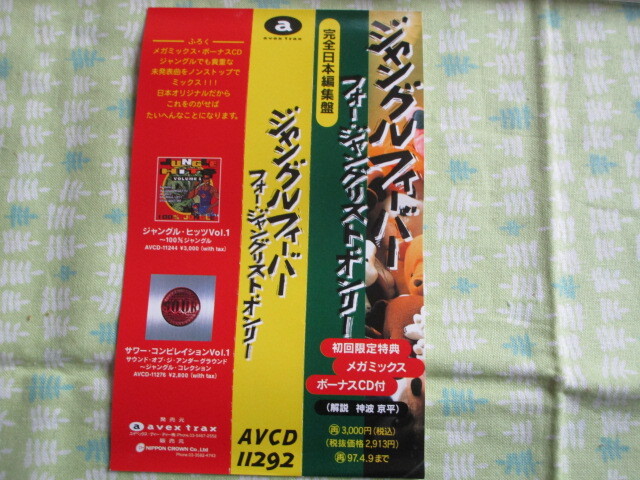 ふろく
メガミックス・ボーナスCD
ジャングルでも貴重な
未発表曲をノンストップで
ミックス!!!
日本オリジナルだから
これをのがせば
たいへんなことになります。
JUNGLE
HITS
VOLUME 1
ジャングル・ヒッツVol.1
〜100%ジャングル
AVCD-11244 ¥3,000 (with tax)
SOUR
サワー・コンピレイションVol.1
サウンド・オブ・ジ・アンダーグラウンド
〜ジャングル・コレクション
AVCD-11276 ¥2,800 (with tax)
発売元
avex trax
販売元
NIPPON CROWN Co.,Ltd
a
avex trax
ジャングルフィーバー
フォー・ジャングリスト・オンリー
AVCD
11292
完全日本編集盤
ジャングルフィーバー
フォー・ジャングリスト・オンリー
初回限定特典
メガミックス
ボーナスCD付
(解説 神波 京平)
再 3,000円(税込)
(税抜価格 2,913円)
再 97.4.9まで